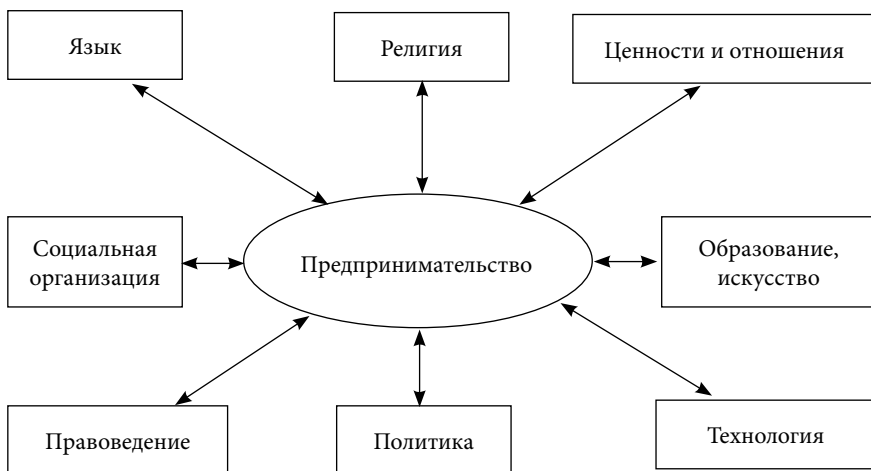 Язык
Религия
Ценности и отношения
Социальная
организация
Предпринимательство
Образование,
искусство
Правоведение
Политика
Технология